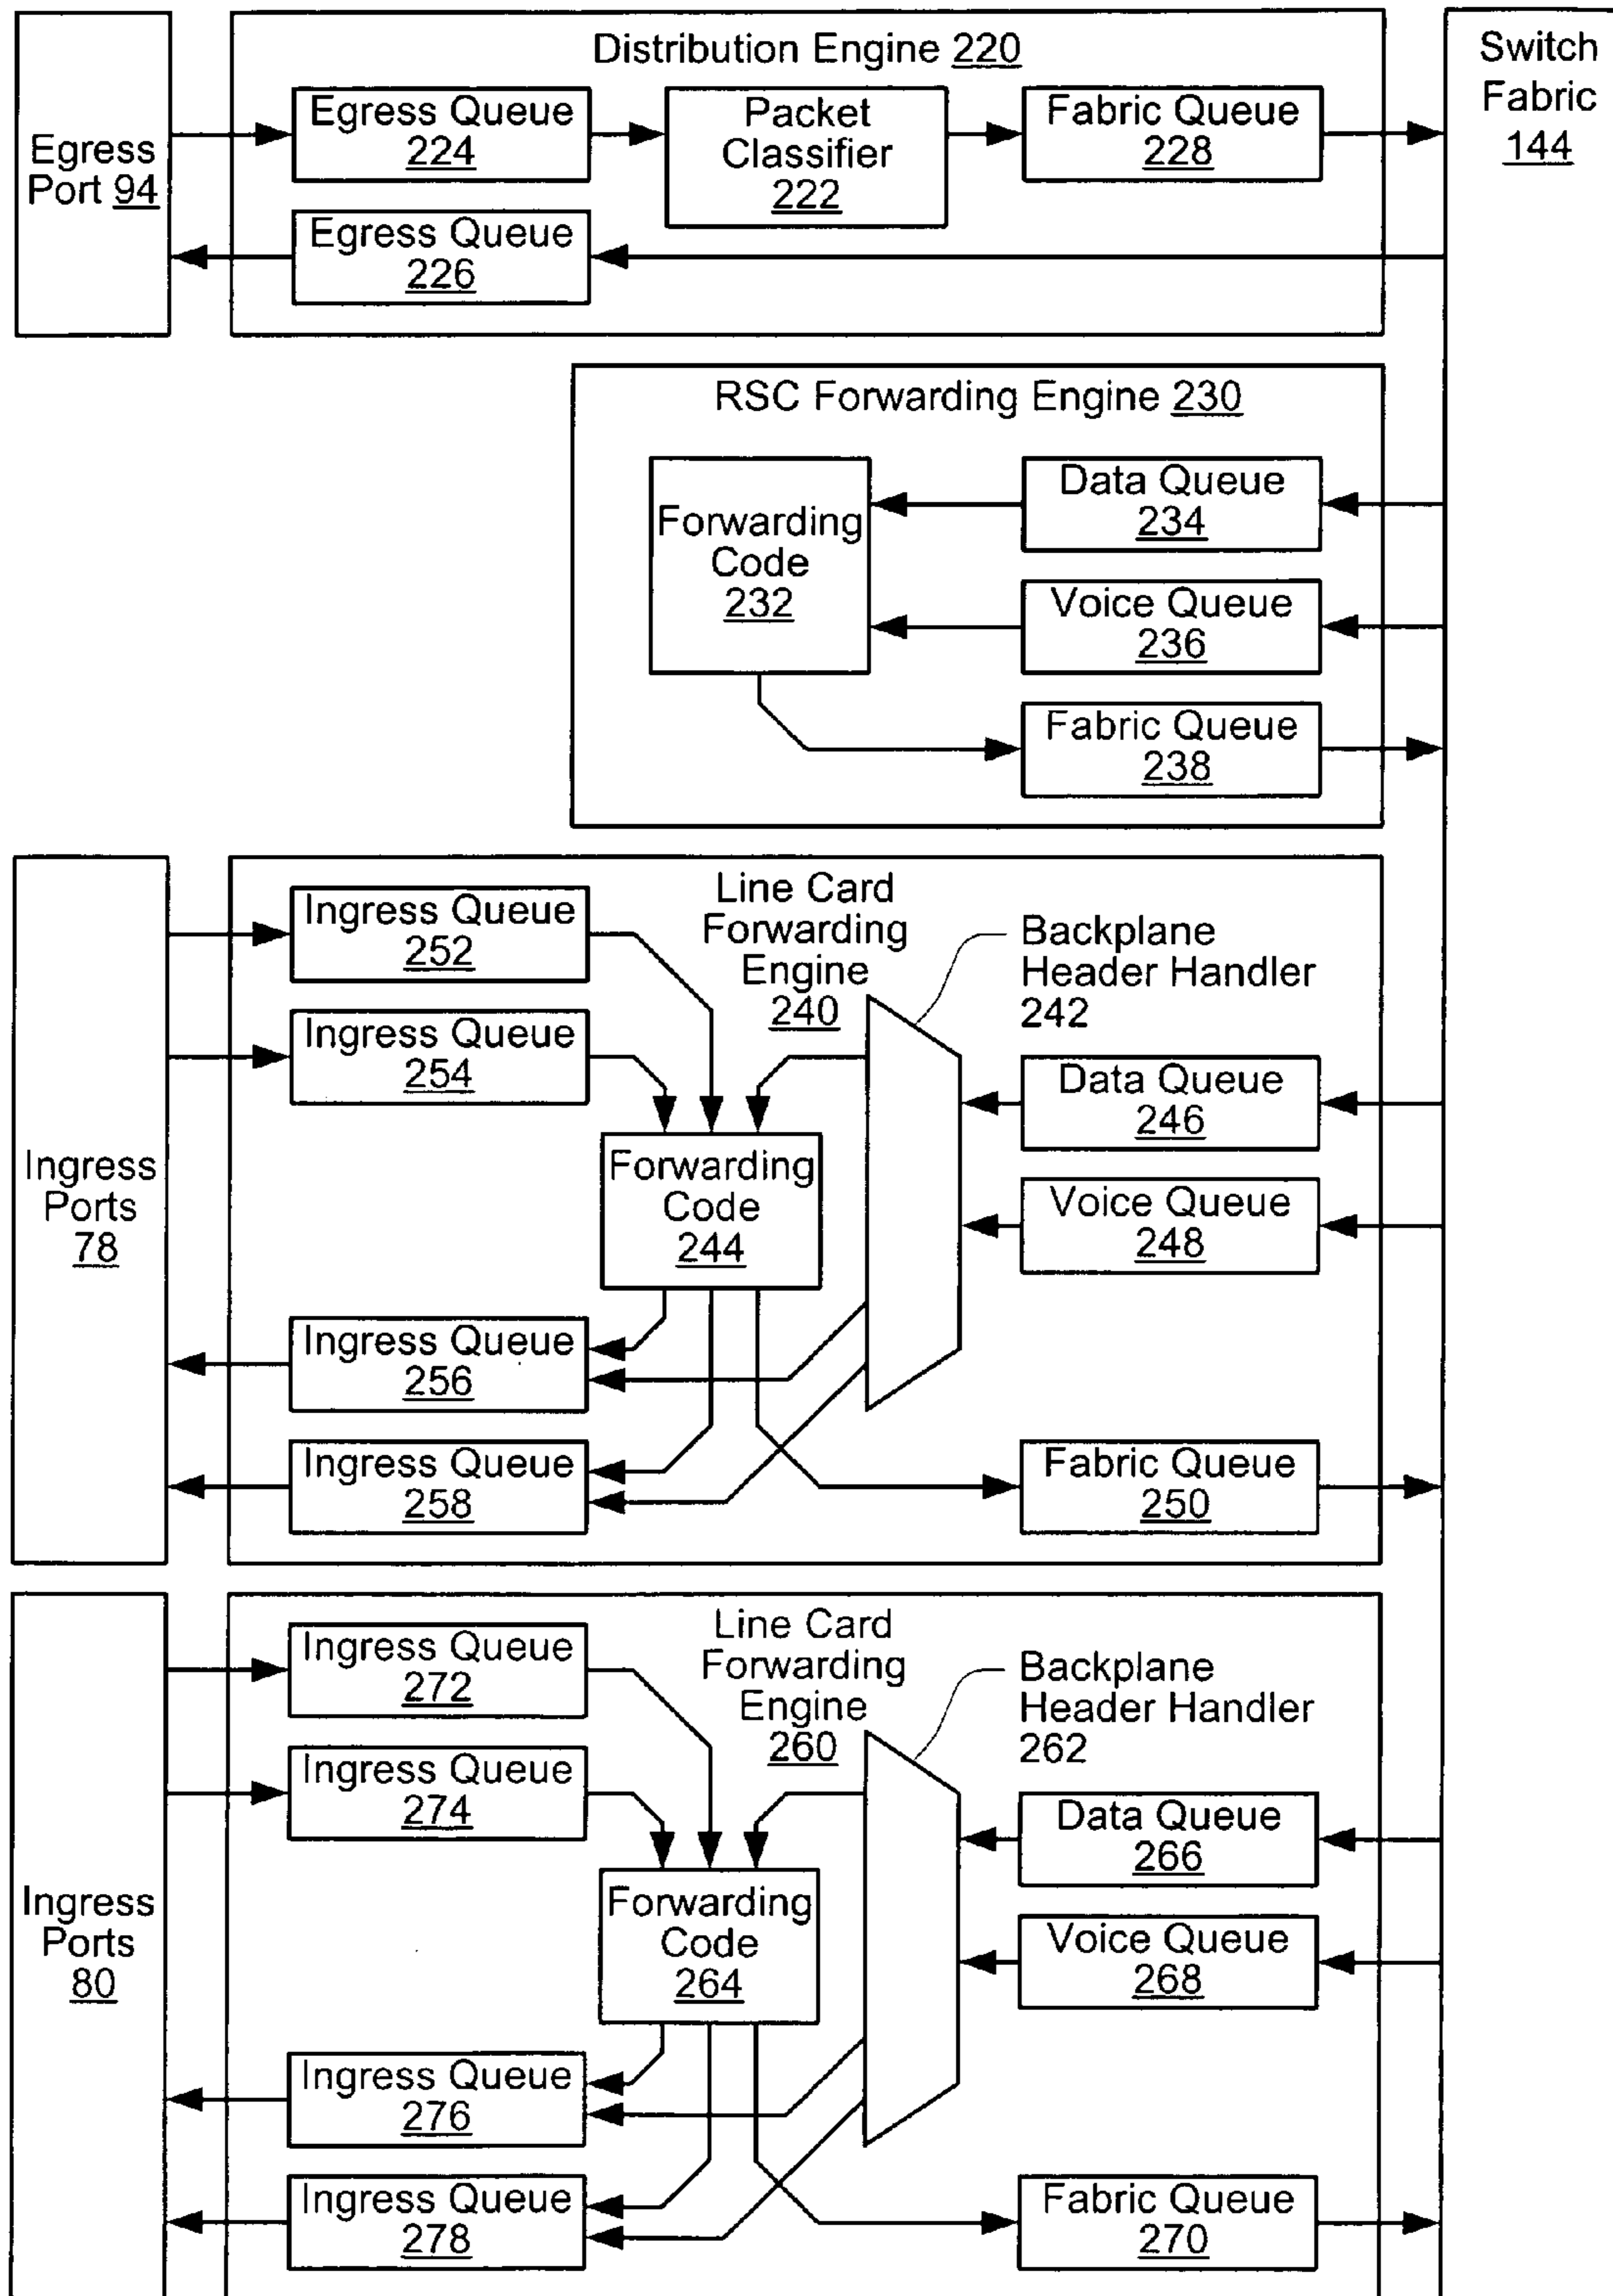 Distribution Engine 220
Switch
Fabric
144
Egress
Port 94
Egress Queue
224
Packet
Classifier
222
Fabric Queue
228
Egress Queue
226
RSC Forwarding Engine 230
Forwarding
Code
232
Data Queue
234
Voice Queue
236
Fabric Queue
238
Ingress
Ports
78
Line Card
Forwarding
Engine
240
Ingress Queue
252
Ingress Queue
254
Backplane
Header Handler
242
Forwarding
Code
244
Data Queue
246
Voice Queue
248
Ingress Queue
256
Ingress Queue
258
Fabric Queue
250
Ingress
Ports
80
Line Card
Forwarding
Engine
260
Ingress Queue
272
Ingress Queue
274
Backplane
Header Handler
262
Forwarding
Code
264
Data Queue
266
Voice Queue
268
Ingress Queue
276
Ingress Queue
278
Fabric Queue
270